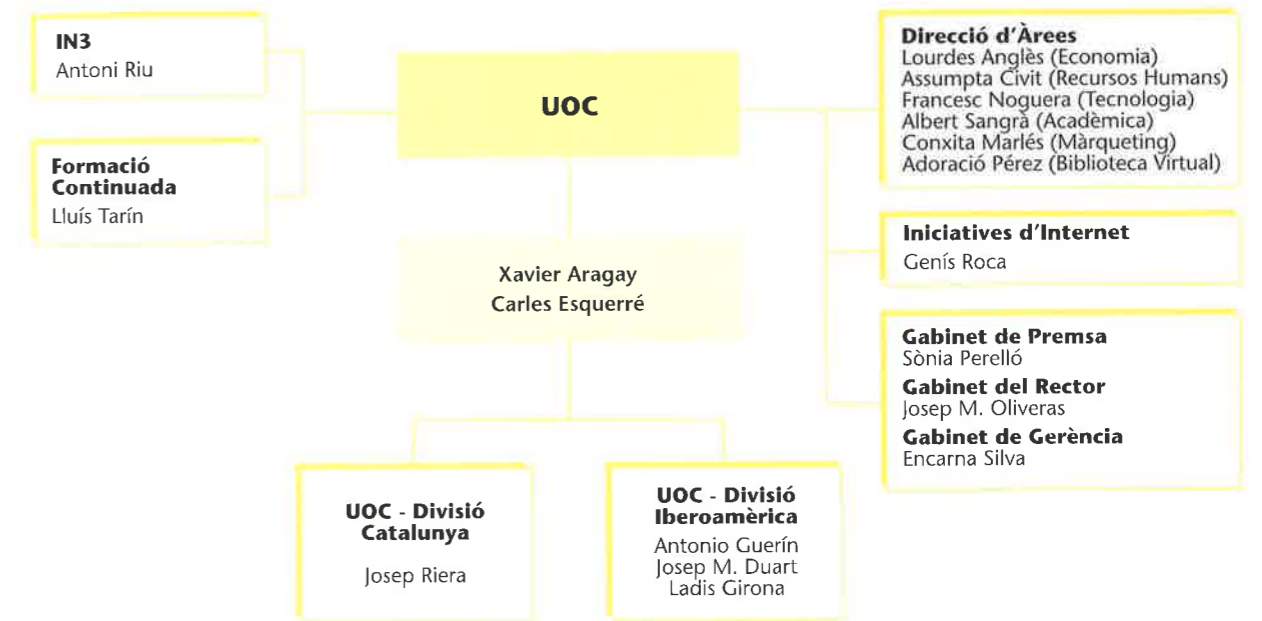 IN3
Antoni Riu
Formació
Continuada
Lluís Tarín
UOC
Xavier Aragay
Carles Esquerré
UOC - Divisió
Catalunya
Josep Riera
UOC - Divisió
Iberoamèrica
Antonio Guerín
Josep M. Duart
Ladis Girona
Direcció d'Àrees
Lourdes Anglès (Economia)
Assumpta Civit (Recursos Humans)
Francesc Noguera (Tecnologia)
Albert Sangrà (Acadèmica)
Conxita Marlés (Màrqueting)
Adoració Pérez (Biblioteca Virtual)
Iniciatives d'Internet
Genís Roca
Gabinet de Premsa
Sònia Perelló
Gabinet del Rector
Josep M. Oliveras
Gabinet de Gerència
Encarna Silva